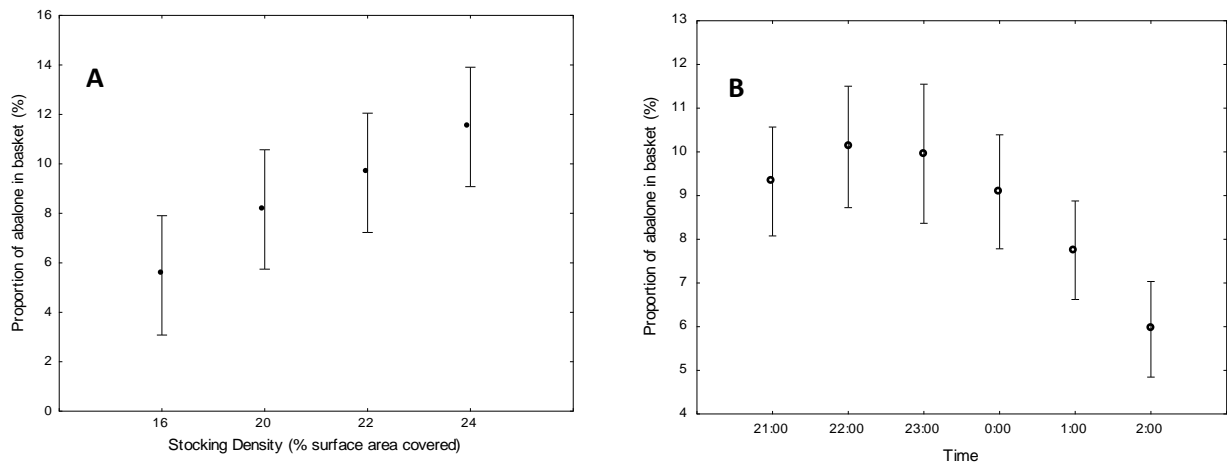 A
Proportion of abalone in basket (%)
16
14
12
10
8
6
4
2
0
16 20 22 24
Stocking Density (% surface area covered)
B
Proportion of abalone in basket (%)
13
12
11
10
9
8
7
6
5
4
21:00 22:00 23:00 0:00 1:00 2:00
Time